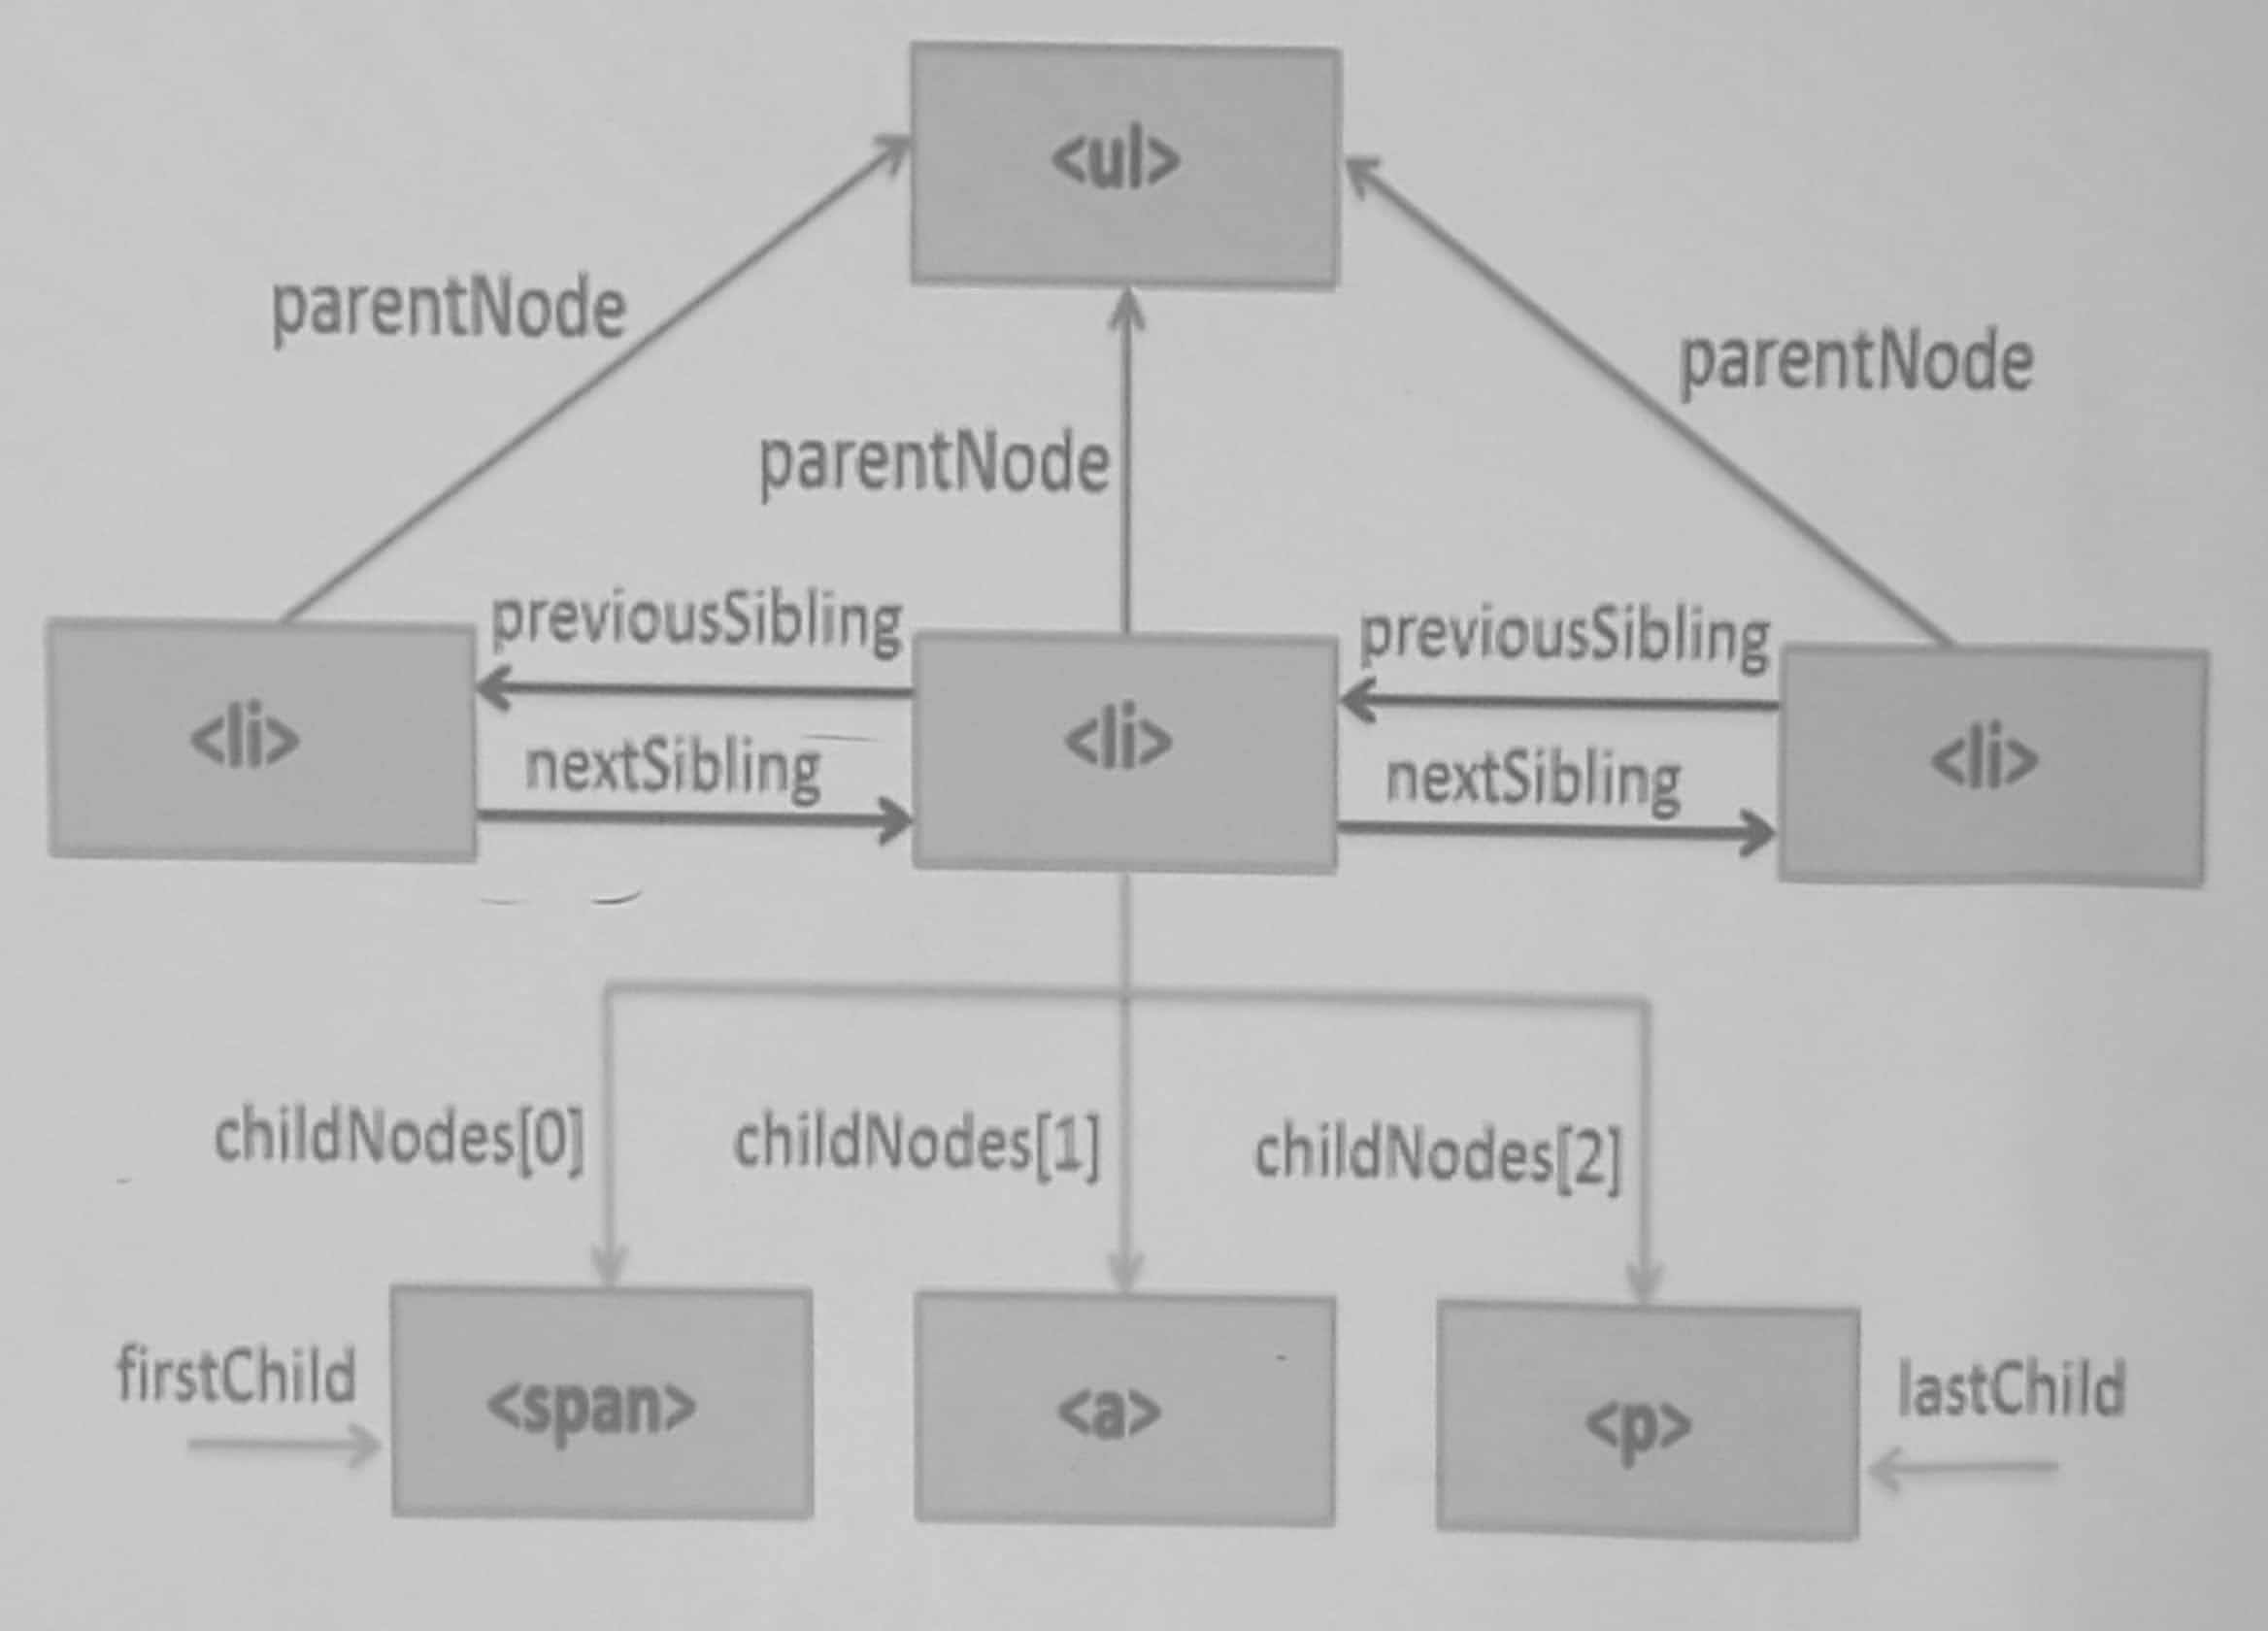 <ul>
parentNode
parentNode
parentNode
previousSibling
previousSibling
<li>
<li>
<li>
nextSibling
nextSibling
childNodes[0]
childNodes[1]
childNodes[2]
firstChild
<span>
<a>
<p>
lastChild